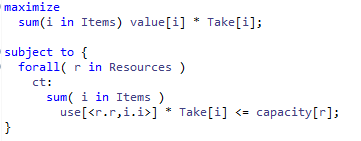 maximize
sum(i in Items) value[i] * Take[i];
subject to {
forall( r in Resources )
ct:
sum( i in Items )
use[<r.r,i.i>] * Take[i] <= capacity[r];
}